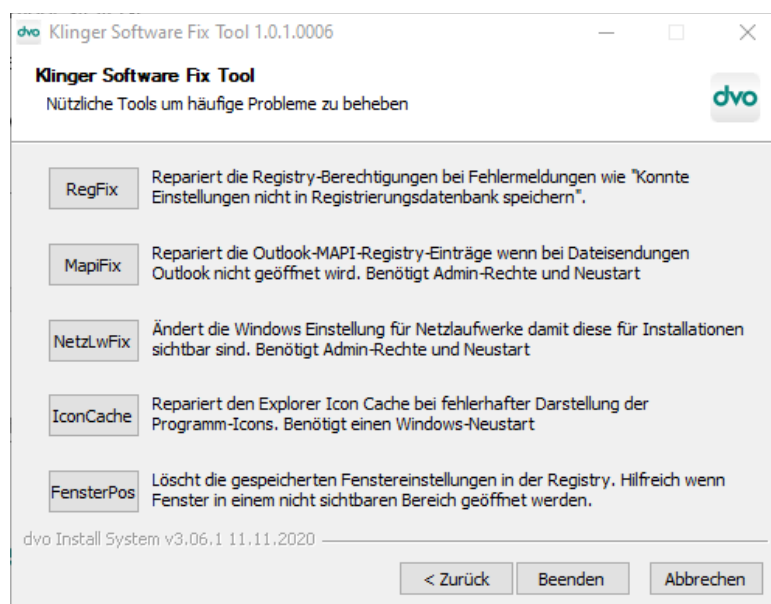 dvo Klinger Software Fix Tool 1.0.1.0006
Klinger Software Fix Tool
Nützliche Tools um häufige Probleme zu beheben
dvo
RegFix
Repariert die Registry-Berechtigungen bei Fehlermeldungen wie "Konnte
Einstellungen nicht in Registrierungsdatenbank speichern".
MapiFix
Repariert die Outlook-MAPI-Registry-Einträge wenn bei Dateisendungen
Outlook nicht geöffnet wird. Benötigt Admin-Rechte und Neustart
NetzLwFix
Ändert die Windows Einstellung für Netzlaufwerke damit diese für Installationen
sichtbar sind. Benötigt Admin-Rechte und Neustart
IconCache
Repariert den Explorer Icon Cache bei fehlerhafter Darstellung der
Programm-Icons. Benötigt einen Windows-Neustart
FensterPos
Löscht die gespeicherten Fenstereinstellungen in der Registry. Hilfreich wenn
Fenster in einem nicht sichtbaren Bereich geöffnet werden.
dvo Install System v3.06.1 11.11.2020
< Zurück
Beenden
Abbrechen